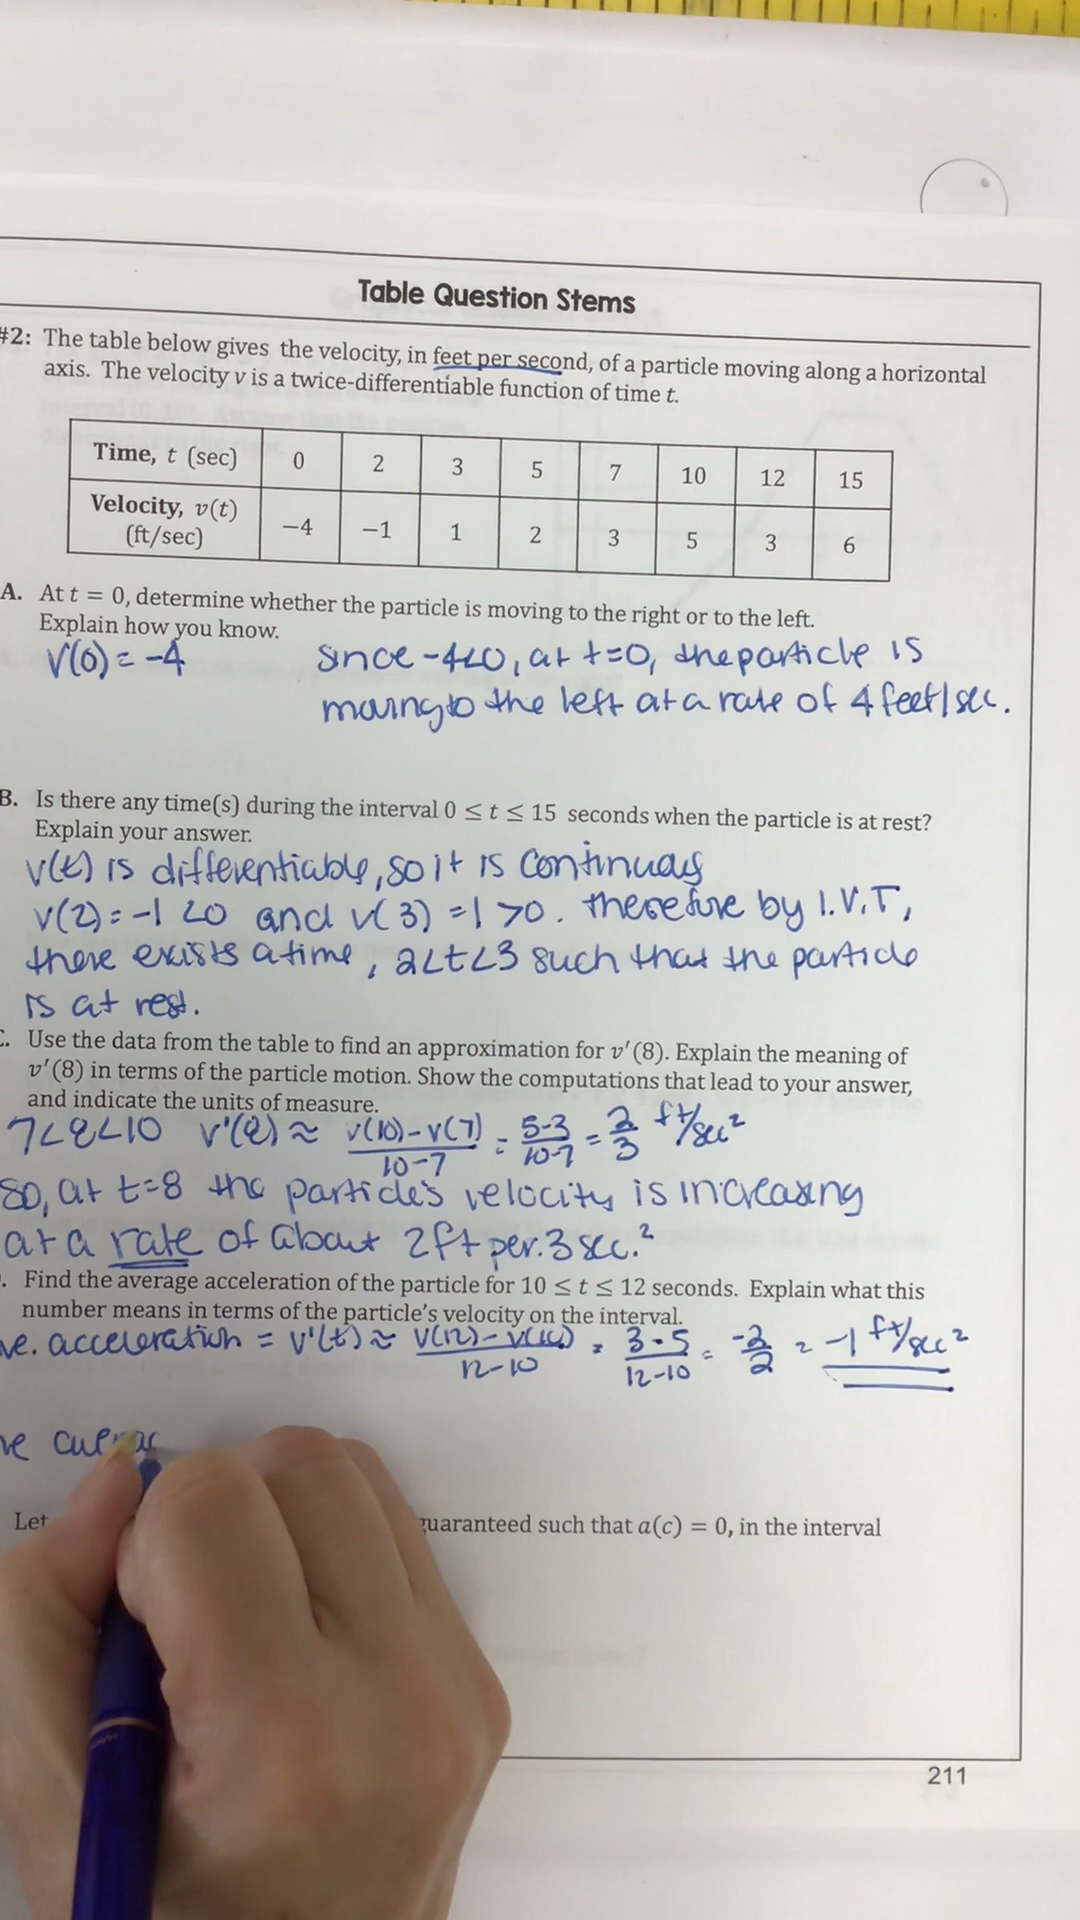 Table Question Stems
#2: The table below gives the velocity, in feet per second, of a particle moving along a horizontal
axis. The velocity v is a twice-differentiable function of time t.
Time, t (sec) 0 2 3 5 7 10 12 15
Velocity, v(t) (ft/sec) −4 −1 1 2 3 5 3 6
A. At t = 0, determine whether the particle is moving to the right or to the left.
Explain how you know.
V(0) = -4 since -4<0, at t=0, the particle is
moving to the left at a rate of 4 feet/sec.
B. Is there any time(s) during the interval 0 ≤ t ≤ 15 seconds when the particle is at rest?
Explain your answer.
v(t) is differentiable, so it is continuous
v(2) = -1 <0 and v(3) = 1 >0. therefore by I.V.T,
there exists a time, 2<t<3 such that the particle
is at rest.
C. Use the data from the table to find an approximation for v′(8). Explain the meaning of
v′(8) in terms of the particle motion. Show the computations that lead to your answer,
and indicate the units of measure.
7<8<10 v'(8) ≈ v(10)-v(7) / 10-7 = 5-3 / 10-7 = 2/3 ft/sec²
so, at t=8 the particle's velocity is increasing
at a rate of about 2ft per. 3 sec.²
. Find the average acceleration of the particle for 10 ≤ t ≤ 12 seconds. Explain what this
number means in terms of the particle's velocity on the interval.
ve. acceleration = v'(t) ≈ v(12)-v(10) / 12-10 = 3-5 / 12-10 = -2/2 = -1 ft/sec²
Let guaranteed such that a(c) = 0, in the interval
211